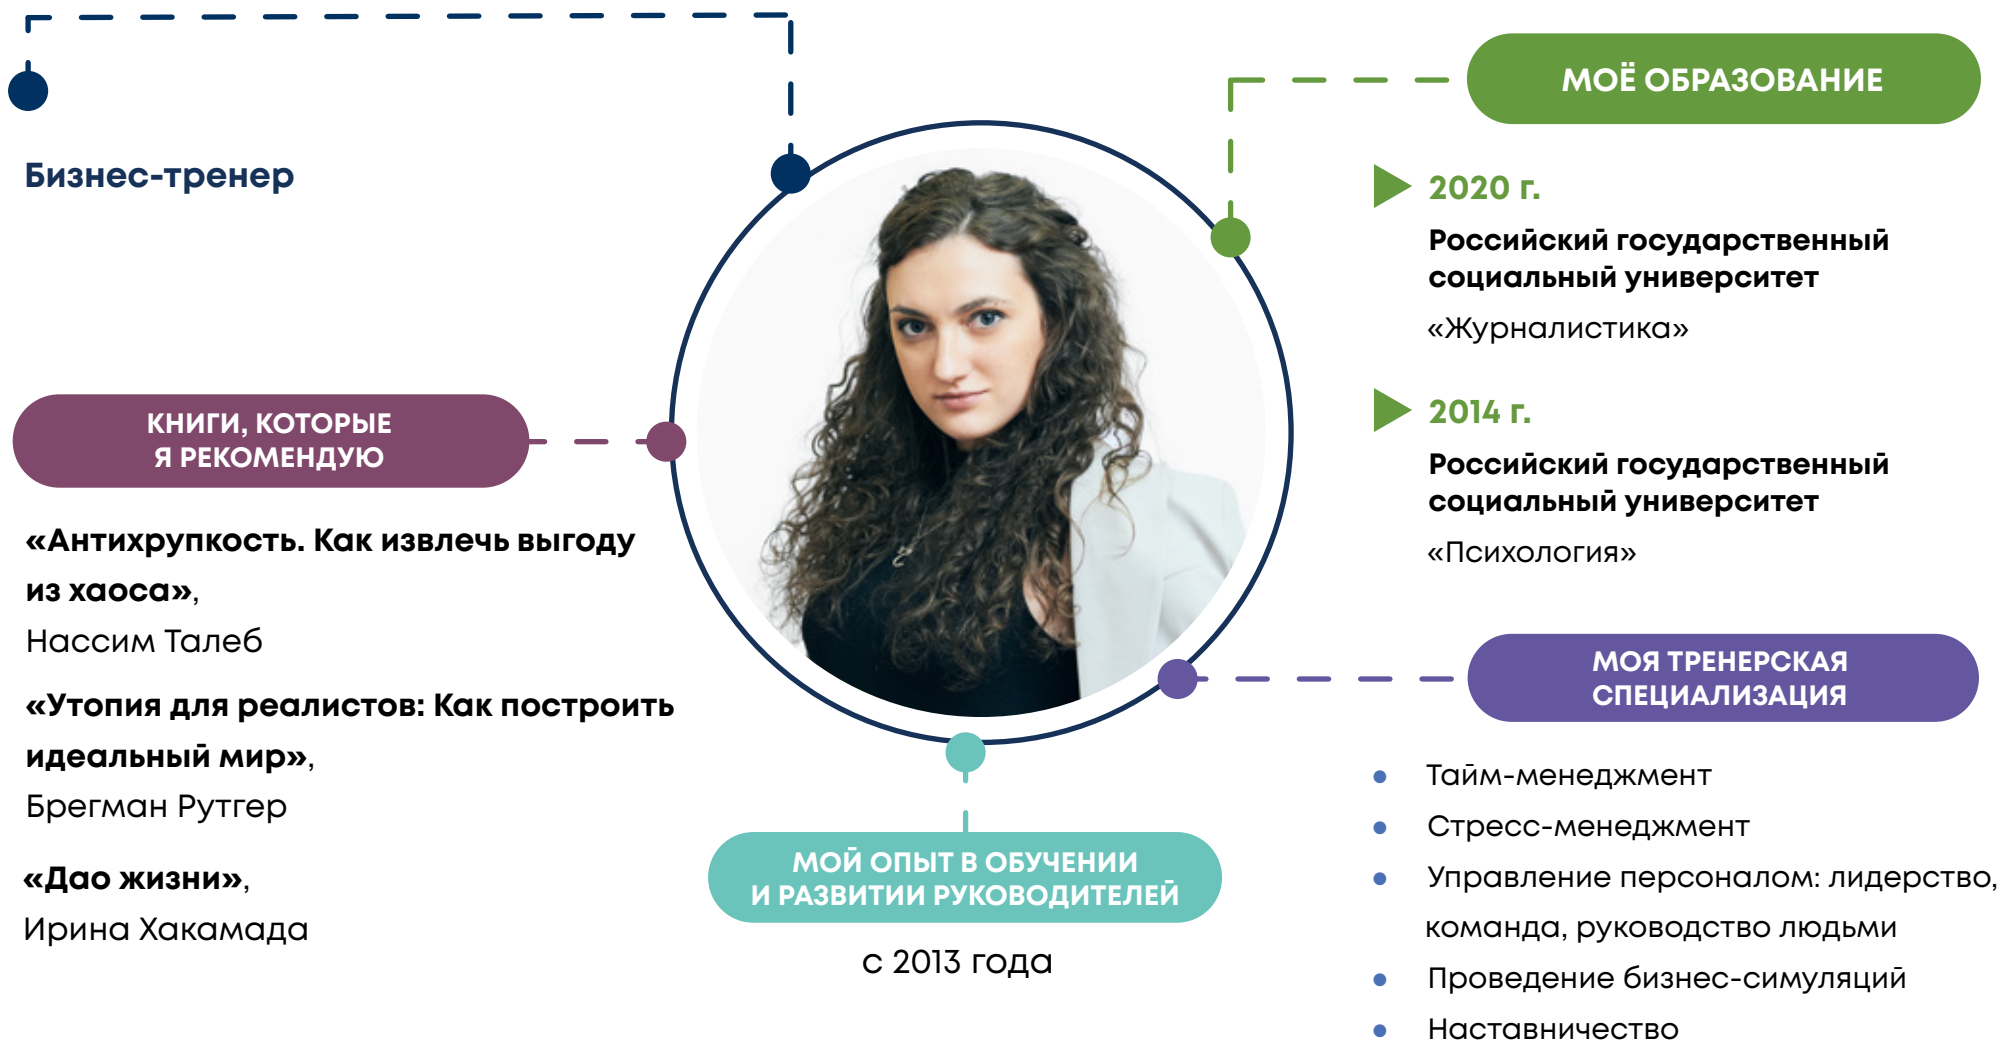 Бизнес-тренер
КНИГИ, КОТОРЫЕ
Я РЕКОМЕНДУЮ
«Антихрупкость. Как извлечь выгоду
из хаоса»,
Нассим Талеб
«Утопия для реалистов: Как построить
идеальный мир»,
Брегман Рутгер
«Дао жизни»,
Ирина Хакамада
МОЙ ОПЫТ В ОБУЧЕНИИ
И РАЗВИТИИ РУКОВОДИТЕЛЕЙ
с 2013 года
МОЁ ОБРАЗОВАНИЕ
2020 г.
Российский государственный
социальный университет
«Журналистика»
2014 г.
Российский государственный
социальный университет
«Психология»
МОЯ ТРЕНЕРСКАЯ
СПЕЦИАЛИЗАЦИЯ
Тайм-менеджмент
Стресс-менеджмент
Управление персоналом: лидерство,
команда, руководство людьми
Проведение бизнес-симуляций
Наставничество